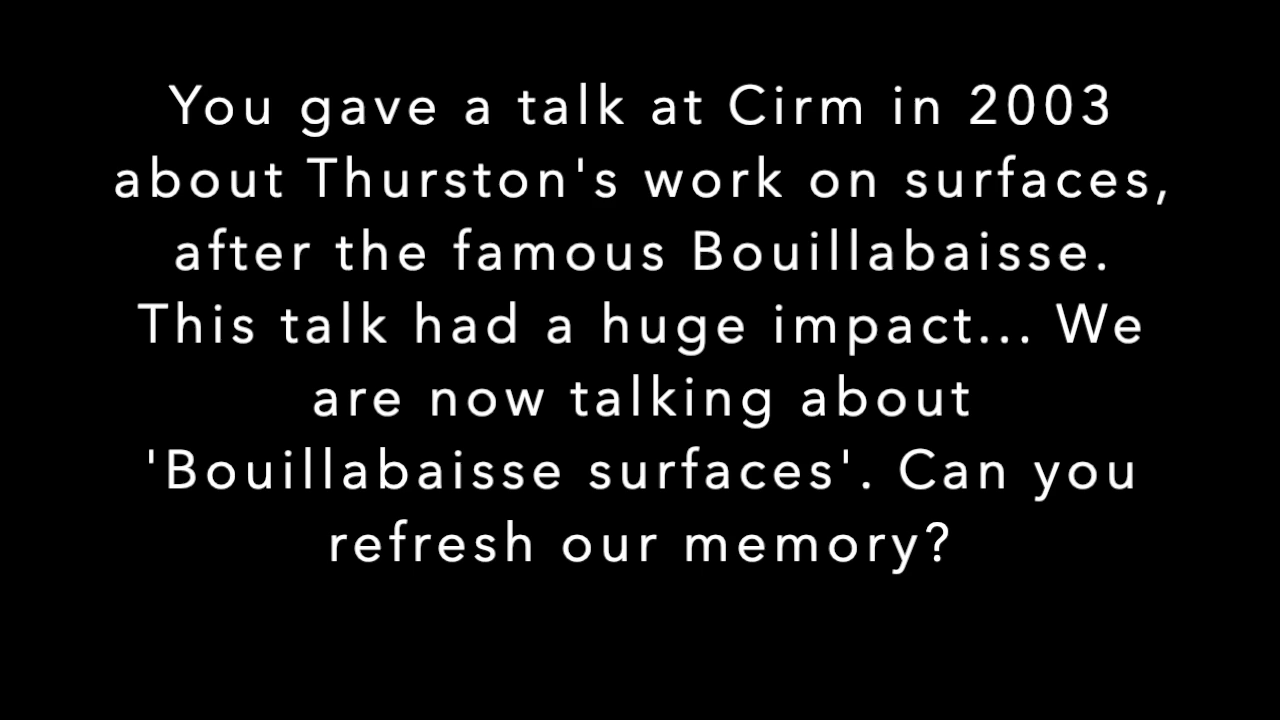 You gave a talk at Cirm in 2003
about Thurston's work on surfaces,
after the famous Bouillabaisse.
This talk had a huge impact... We
are now talking about
'Bouillabaisse surfaces'. Can you
refresh our memory?